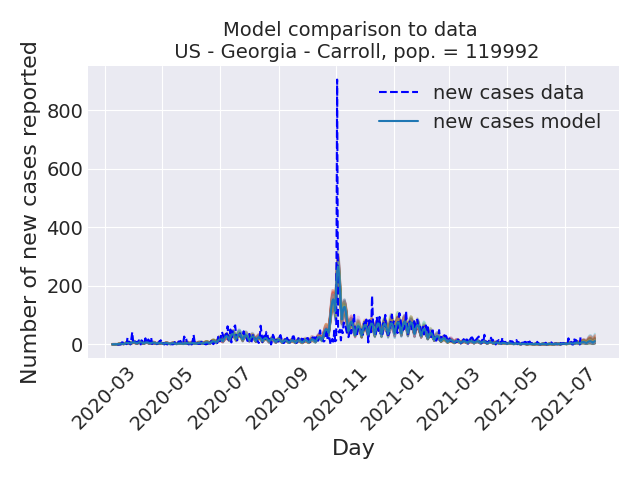 Model comparison to data
US - Georgia - Carroll, pop. = 119992
Number of new cases reported
800
600
400
200
0
new cases data
new cases model
2020-03
2020-05
2020-07
2020-09
2020-11
2021-01
2021-03
2021-05
2021-07
Day